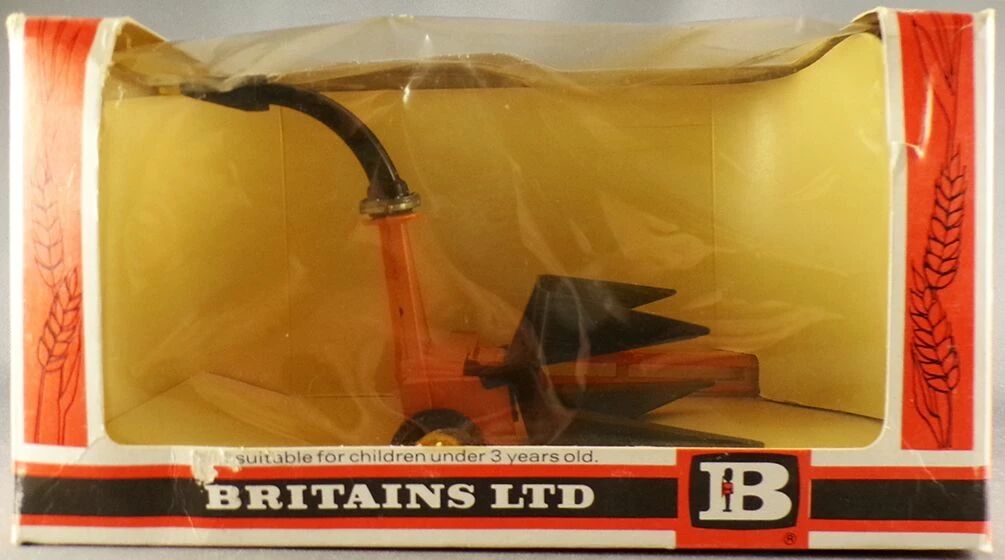 suitable for children under 3 years old.
BRITAINS LTD
B
®